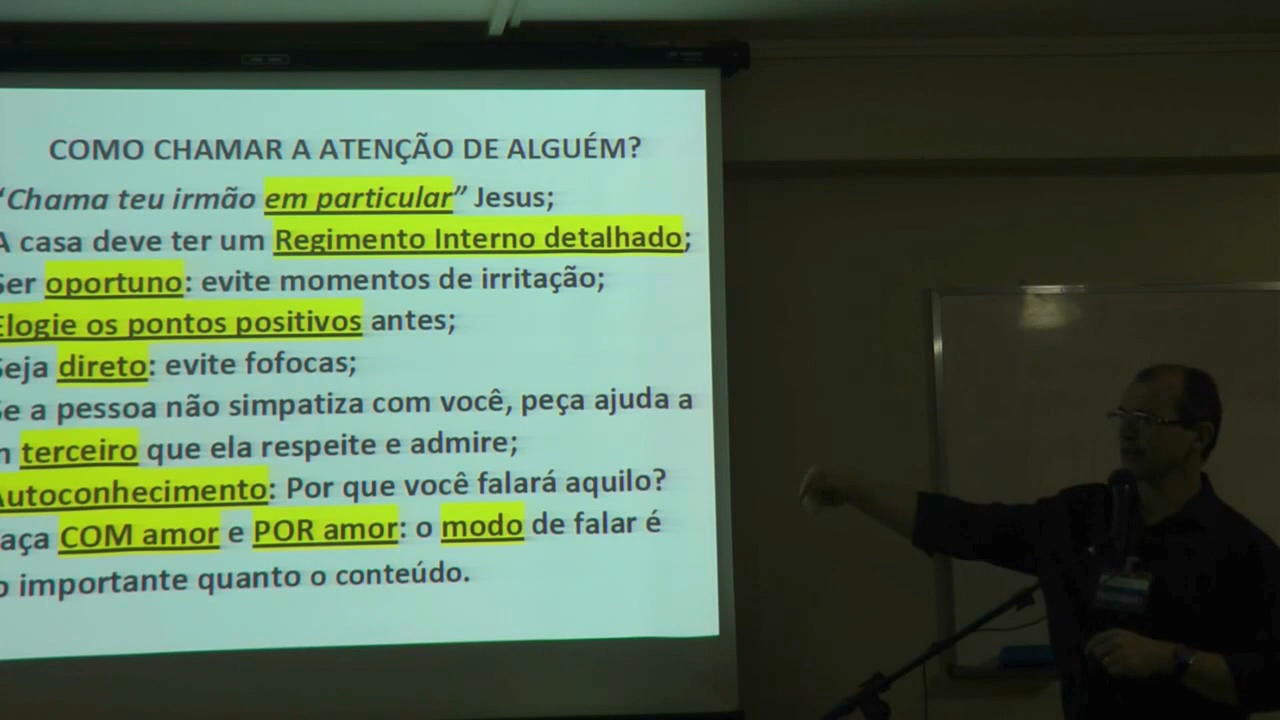 COMO CHAMAR A ATENÇÃO DE ALGUÉM?
“Chama teu irmão em particular” Jesus;
A casa deve ter um Regimento Interno detalhado;
Ser oportuno: evite momentos de irritação;
Elogie os pontos positivos antes;
Seja direto: evite fofocas;
Se a pessoa não simpatiza com você, peça ajuda a
terceiro que ela respeite e admire;
Autoconhecimento: Por que você falará aquilo?
aça COM amor e POR amor: o modo de falar é
o importante quanto o conteúdo.